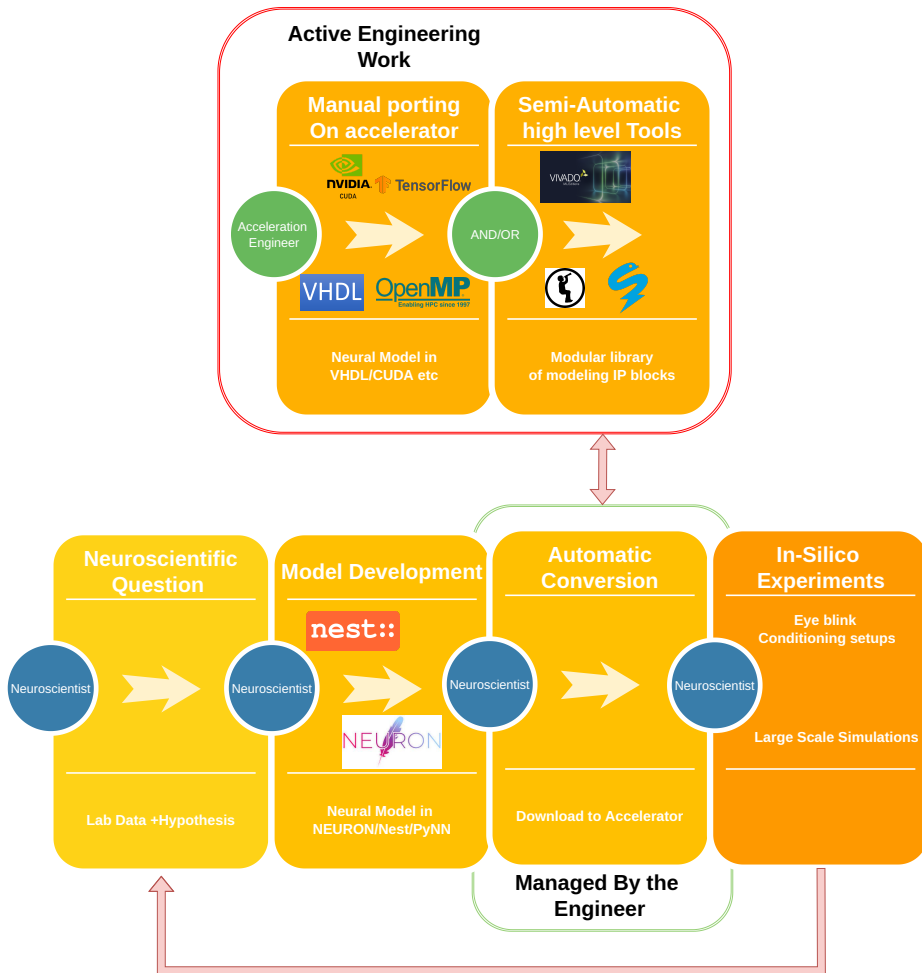 Active Engineering
Work
Manual porting
On accelerator
Semi-Automatic
high level Tools
NVIDIA
CUDA
TensorFlow
VIVADO
Acceleration
Engineer
AND/OR
VHDL
OpenMP
Enabling HPC since 1997
Neural Model in
VHDL/CUDA etc
Modular library
of modeling IP blocks
Neuroscientific
Question
Model Development
Automatic
Conversion
In-Silico
Experiments
nest::
Eye blink
Conditioning setups
Neuroscientist
Neuroscientist
Neuroscientist
Neuroscientist
NEURON
Large Scale Simulations
Lab Data +Hypothesis
Neural Model in
NEURON/Nest/PyNN
Download to Accelerator
Managed By the
Engineer